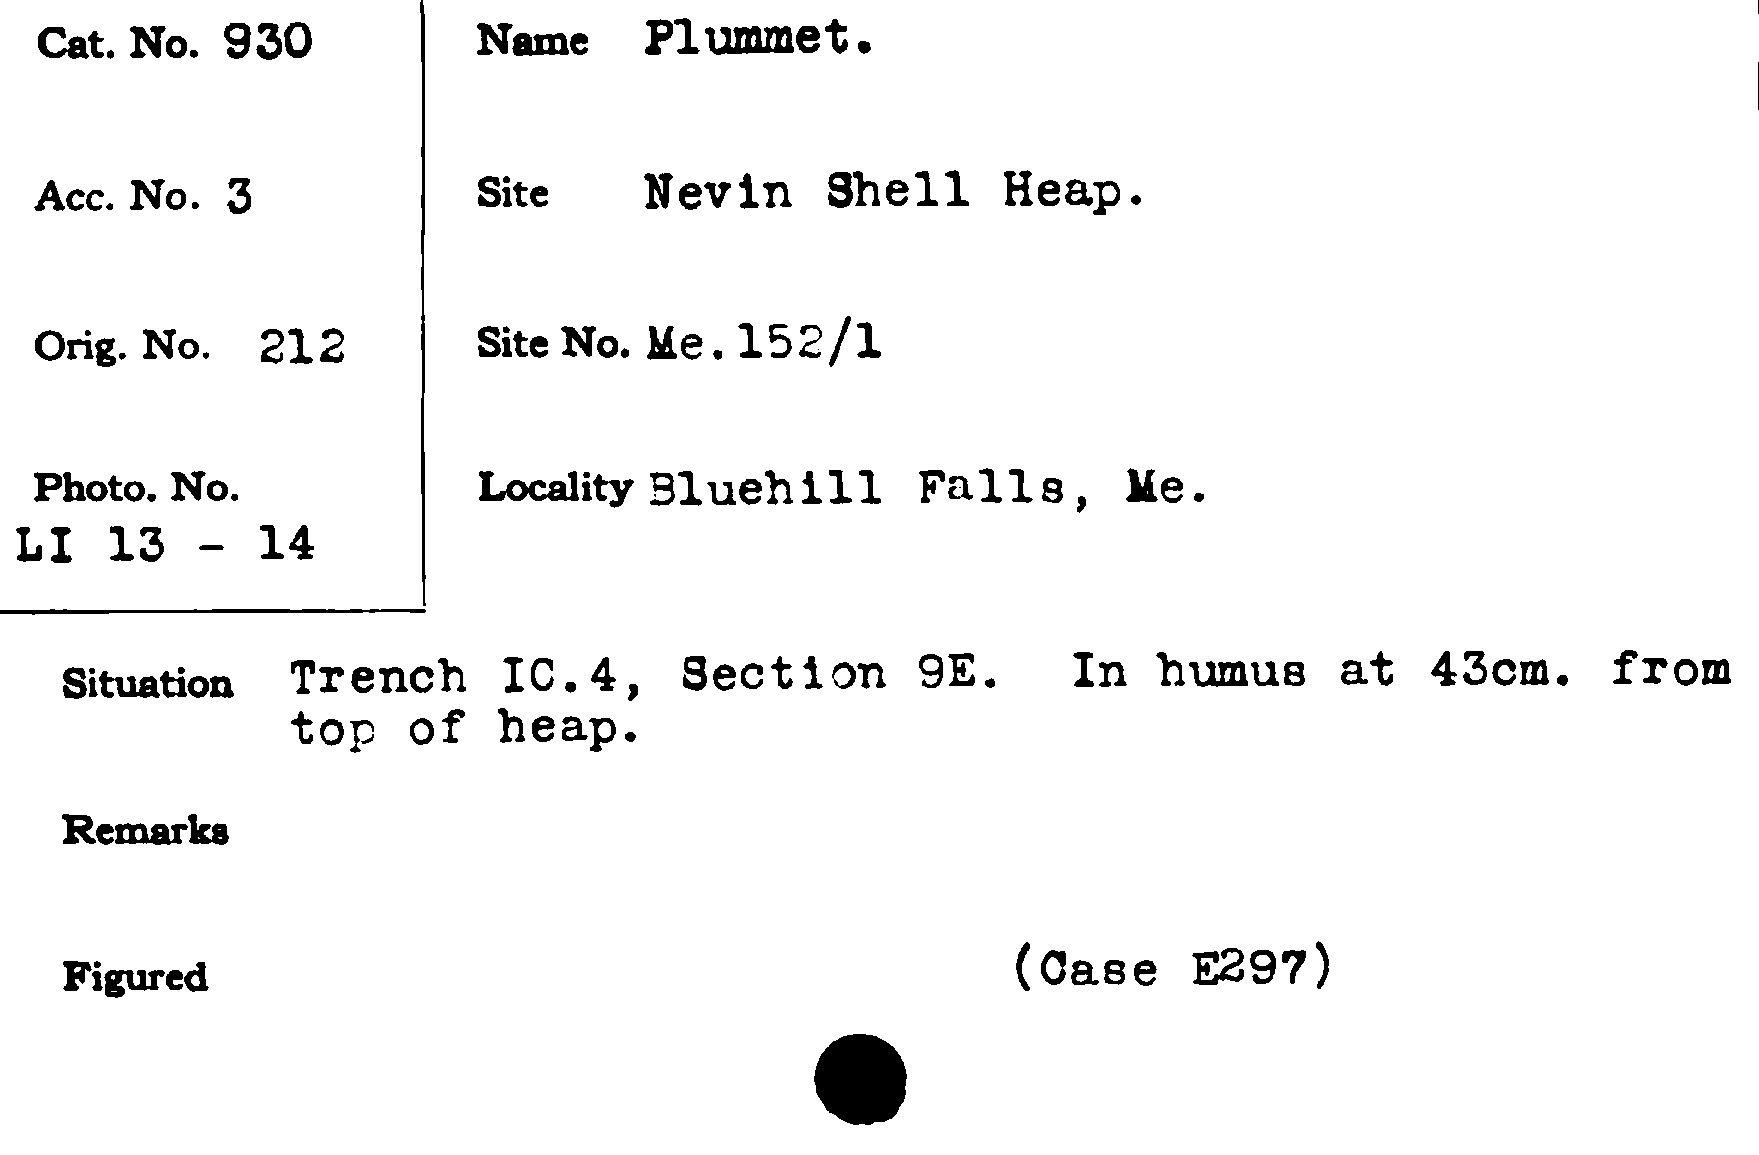 Cat. No. 930
Name Plummet.
Acc. No. 3
Site Nevin Shell Heap.
Orig. No. 212
Site No. Me.152/1
Photo. No.
LI 13 - 14
Locality Bluehill Falls, Me.
Situation Trench IC.4, Section 9E. In humus at 43cm. from
top of heap.
Remarks
Figured
(Case E297)